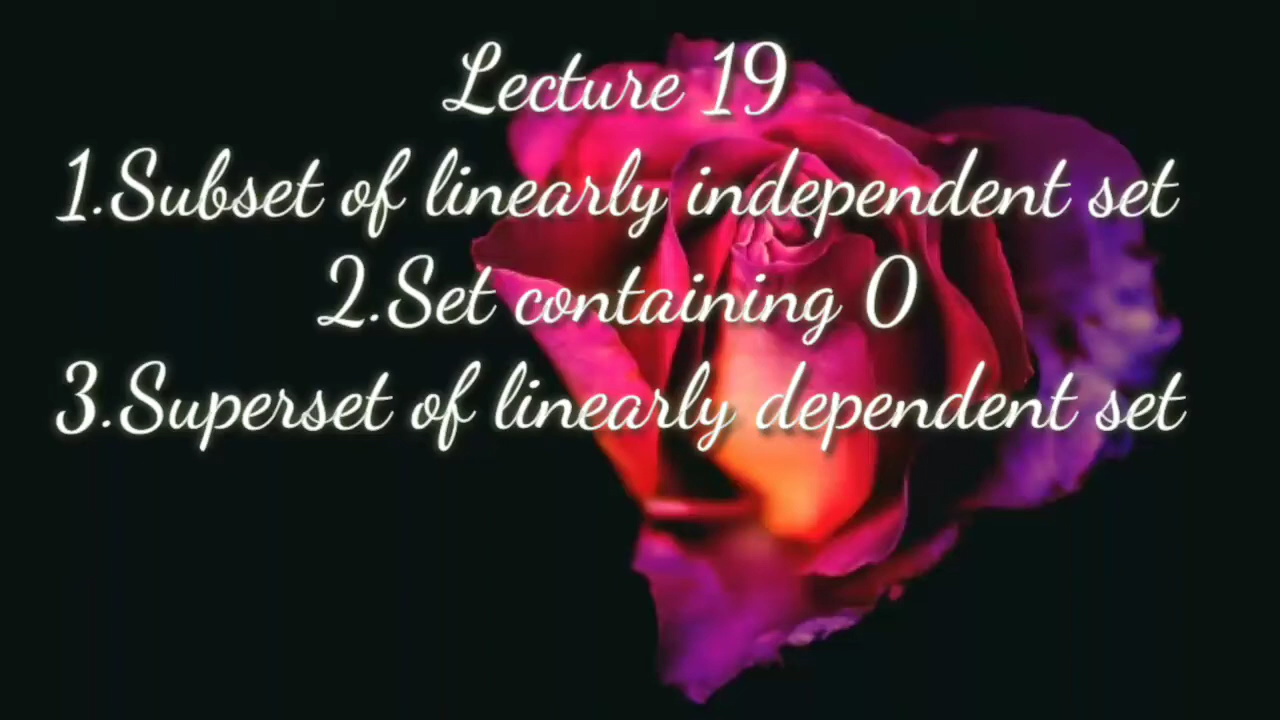 Lecture 19
1.Subset of linearly independent set
2.Set containing 0
3.Superset of linearly dependent set